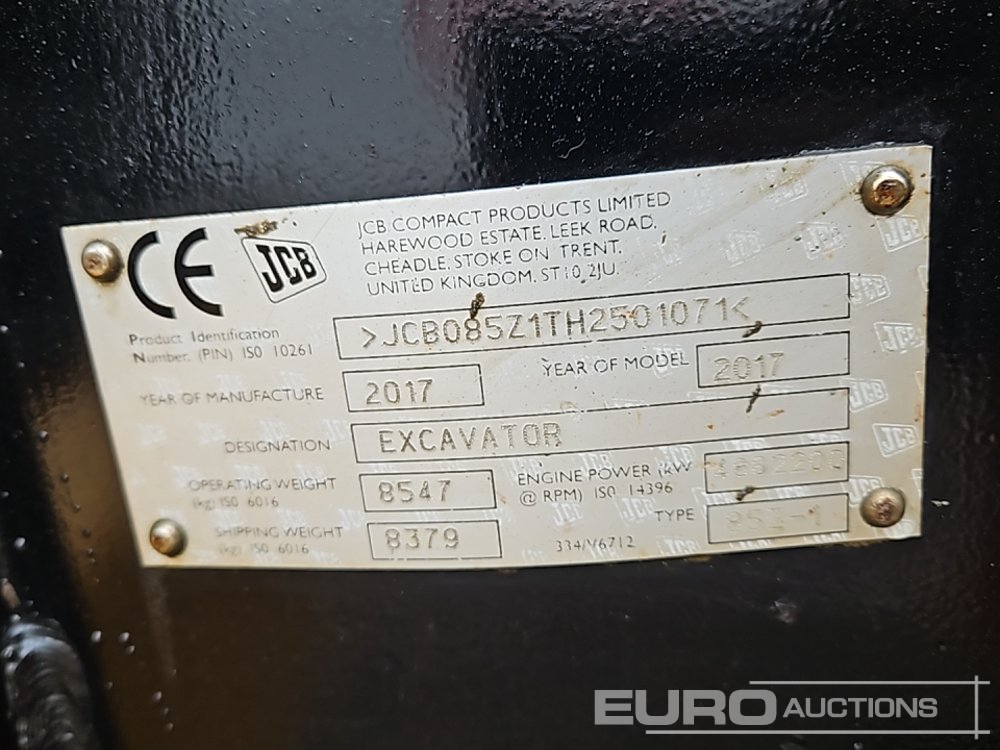 CE JCB
JCB COMPACT PRODUCTS LIMITED
HAREWOOD ESTATE, LEEK ROAD,
CHEADLE, STOKE ON TRENT,
UNITED KINGDOM. ST10 2JU.
Product Identification
Number. (PIN) ISO 10261
>JCB085Z1TH2501071<
YEAR OF MANUFACTURE 2017 YEAR OF MODEL 2017
DESIGNATION EXCAVATOR
OPERATING WEIGHT
(kg) ISO 6016
8547
ENGINE POWER (kW
@ RPM) ISO 14396
SHIPPING WEIGHT
(kg) ISO 6016
8379
TYPE 85Z-1
334/V6712
EURO AUCTIONS